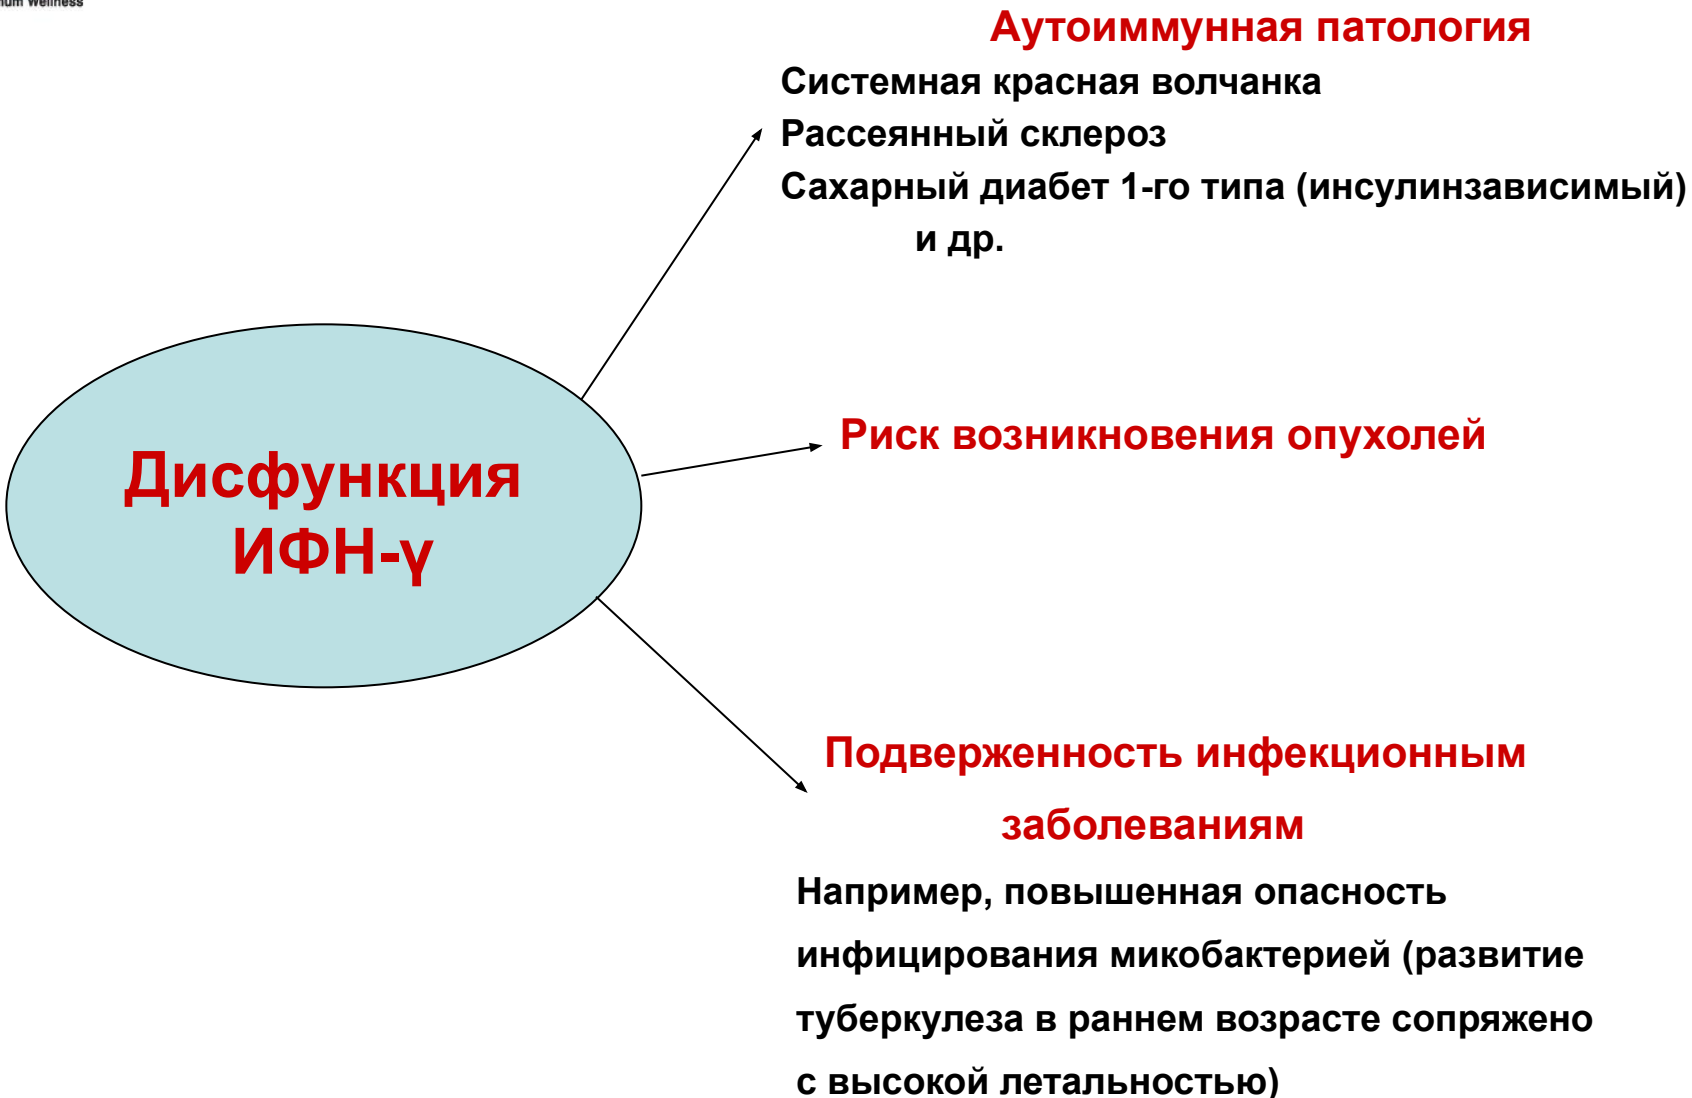 Wellness
Аутоиммунная патология
Системная красная волчанка
Рассеянный склероз
Сахарный диабет 1-го типа (инсулинзависимый)
и др.
Риск возникновения опухолей
Дисфункция
ИФН-γ
Подверженность инфекционным
заболеваниям
Например, повышенная опасность
инфицирования микобактерией (развитие
туберкулеза в раннем возрасте сопряжено
с высокой летальностью)